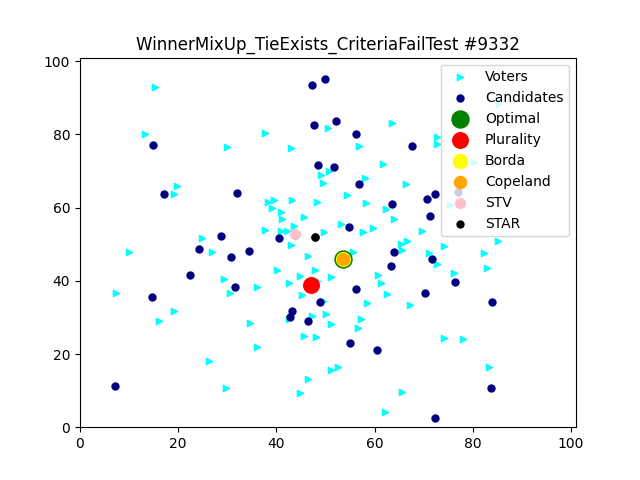 WinnerMixUp_TieExists_CriteriaFailTest #9332
100
80
60
40
20
0
0
20
40
60
80
100
Voters
Candidates
Optimal
Plurality
Borda
Copeland
STV
STAR